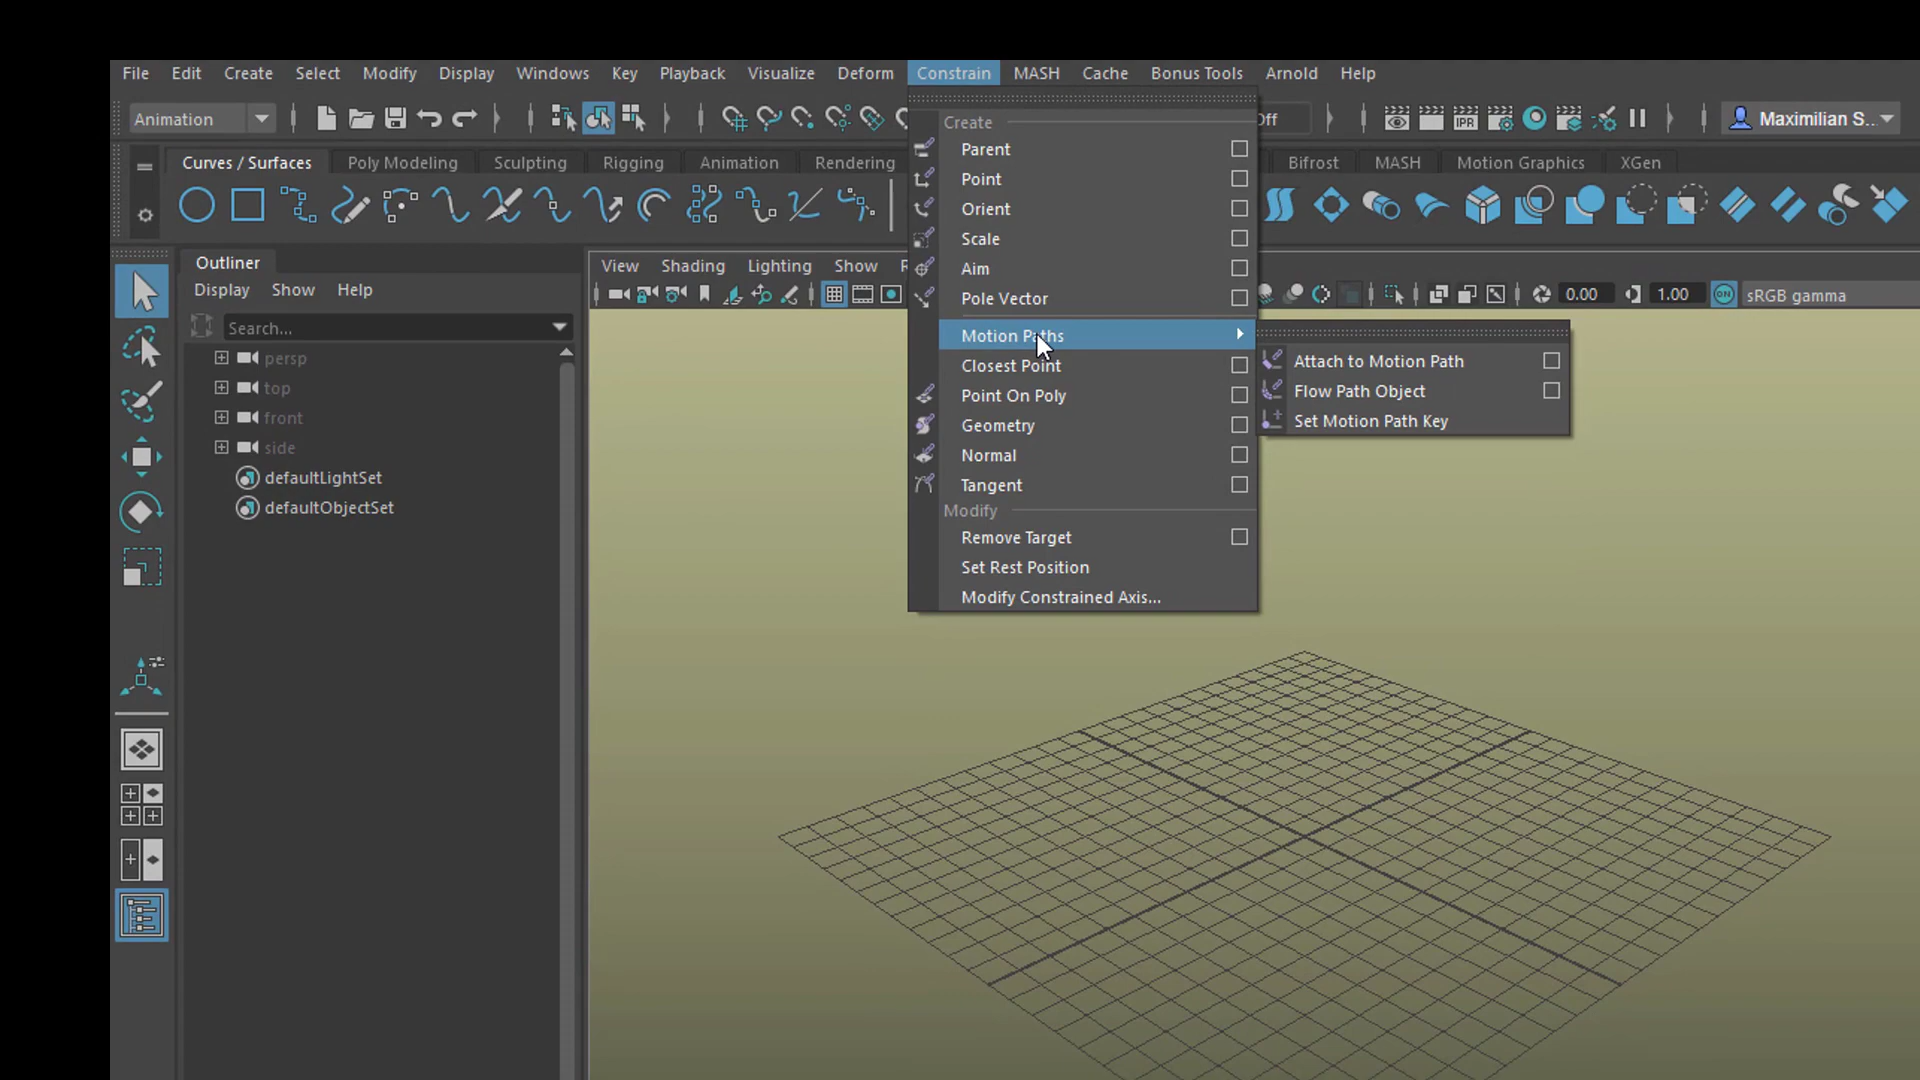 File Edit Create Select Modify Display Windows Key Playback Visualize Deform Constrain MASH Cache Bonus Tools Arnold Help
Animation
IPR
Maximilian S...
Curves / Surfaces Poly Modeling Sculpting Rigging Animation Rendering Bifrost MASH Motion Graphics XGen
Create
Parent
Point
Orient
Scale
Aim
Pole Vector
Motion Paths
Closest Point
Point On Poly
Geometry
Normal
Tangent
Modify
Remove Target
Set Rest Position
Modify Constrained Axis...
Attach to Motion Path
Flow Path Object
Set Motion Path Key
Outliner
Display Show Help
Search...
persp
top
front
side
defaultLightSet
defaultObjectSet
View Shading Lighting Show
0.00 1.00 ON sRGB gamma